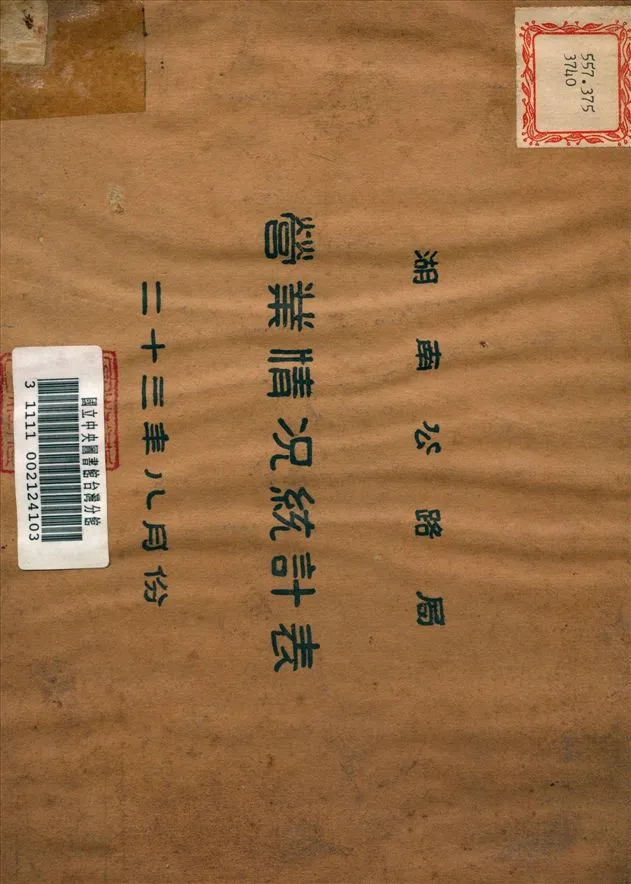 557.375
3740
湖南公路局
營業情況統計表
二十三年八月份
國立中央圖書館台灣分館
3 1111 002124103